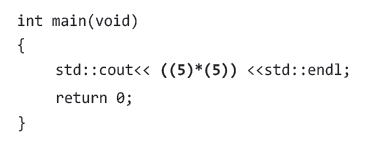 int main(void)
{
std::cout<< ((5)*(5)) <<std::endl;
return 0;
}